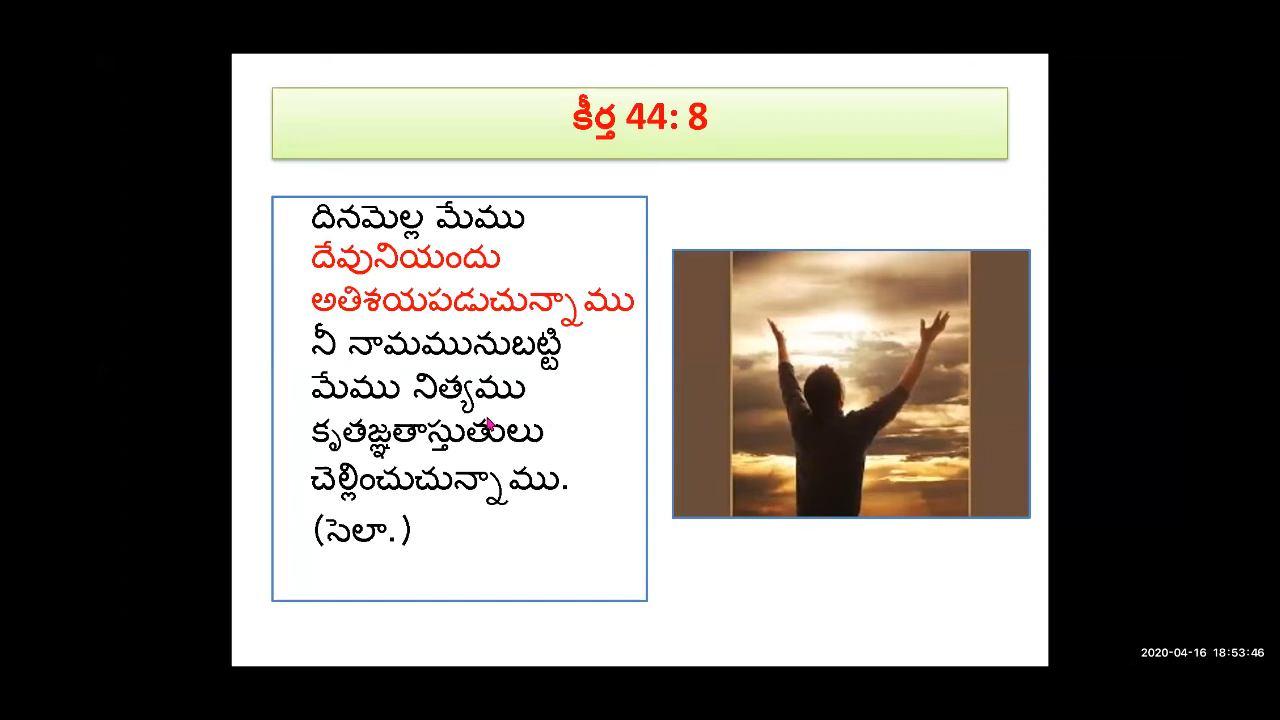 కీర్త 44: 8
దినమెల్ల మేము
దేవునియందు
అతిశయపడుచున్నాము
నీ నామమునుబట్టి
మేము నిత్యము
కృతజ్ఞతాస్తుతులు
చెల్లించుచున్నాము.
(సెలా.)
2020-04-16 18:53:46